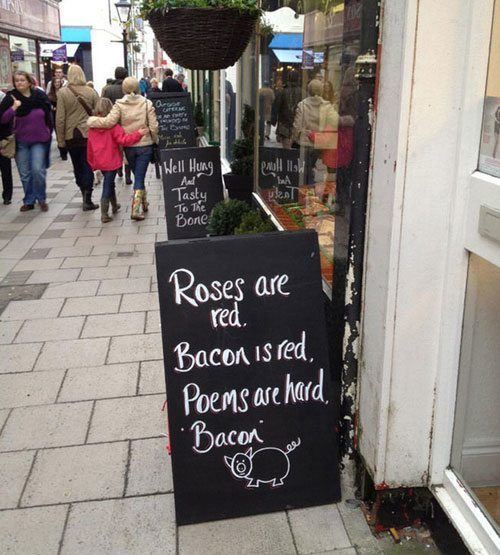 Roses are
red.
Bacon is red.
Poems are hard.
Bacon
Well Hung
And
Tasty
To The
Bone